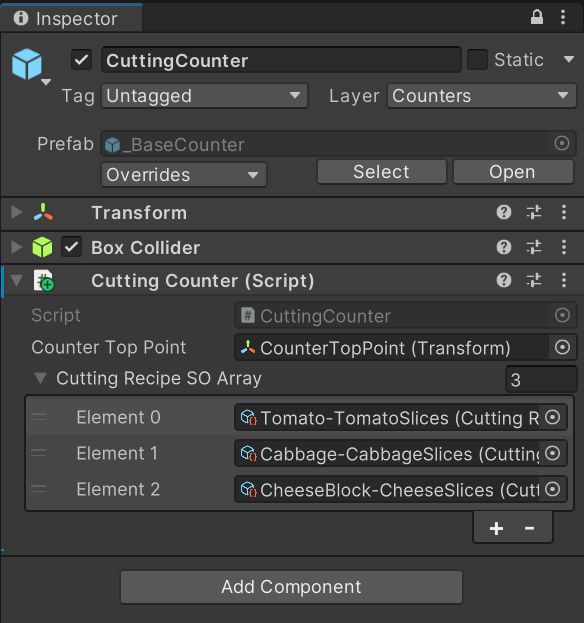 Inspector
CuttingCounter Static
Tag Untagged Layer Counters
Prefab _BaseCounter
Overrides Select Open
Transform
Box Collider
Cutting Counter (Script)
Script CuttingCounter
Counter Top Point CounterTopPoint (Transform)
Cutting Recipe SO Array 3
Element 0 Tomato-TomatoSlices (Cutting R
Element 1 Cabbage-CabbageSlices (Cutting
Element 2 CheeseBlock-CheeseSlices (Cutt
+ -
Add Component